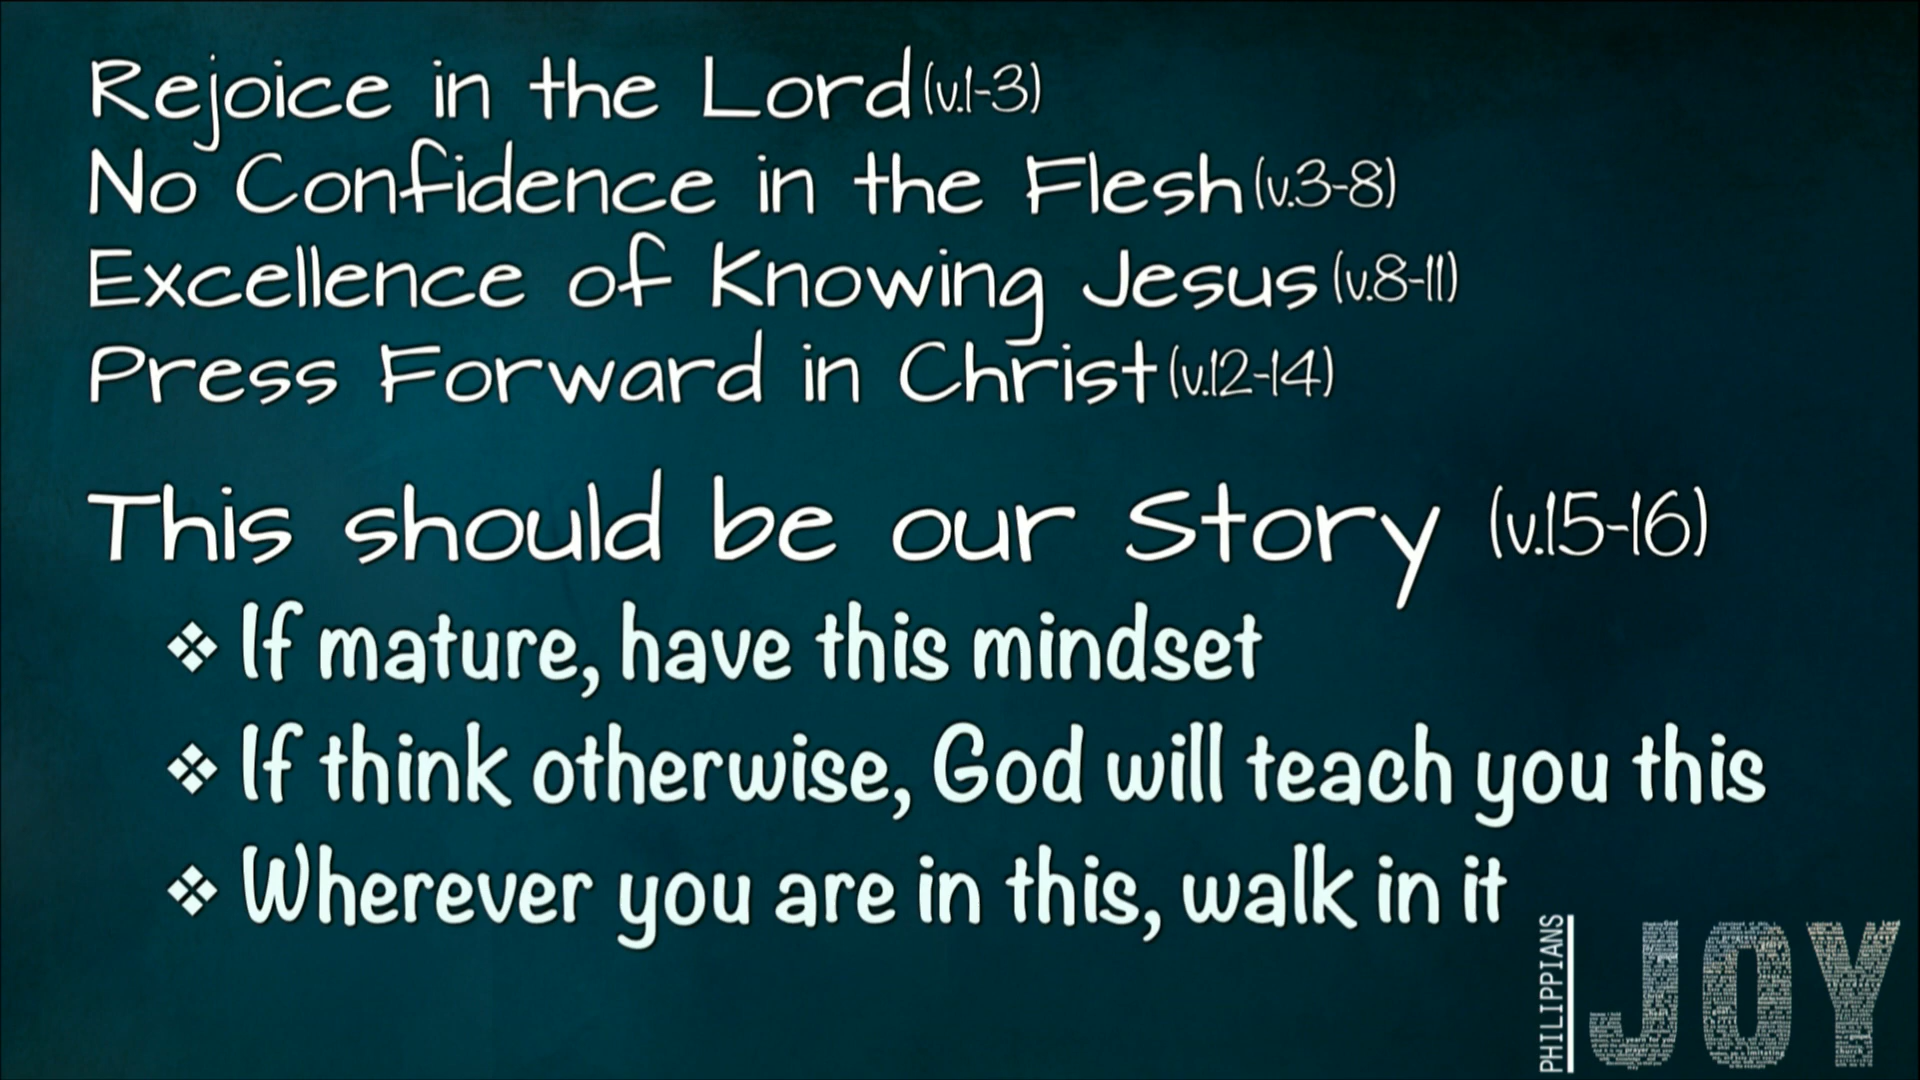 Rejoice in the Lord (v.1-3)
No Confidence in the Flesh (v.3-8)
Excellence of Knowing Jesus (v.8-11)
Press Forward in Christ (v.12-14)
This should be our Story (v.15-16)
❖ If mature, have this mindset
❖ If think otherwise, God will teach you this
❖ Wherever you are in this, walk in it
PHILIPPIANS
JOY